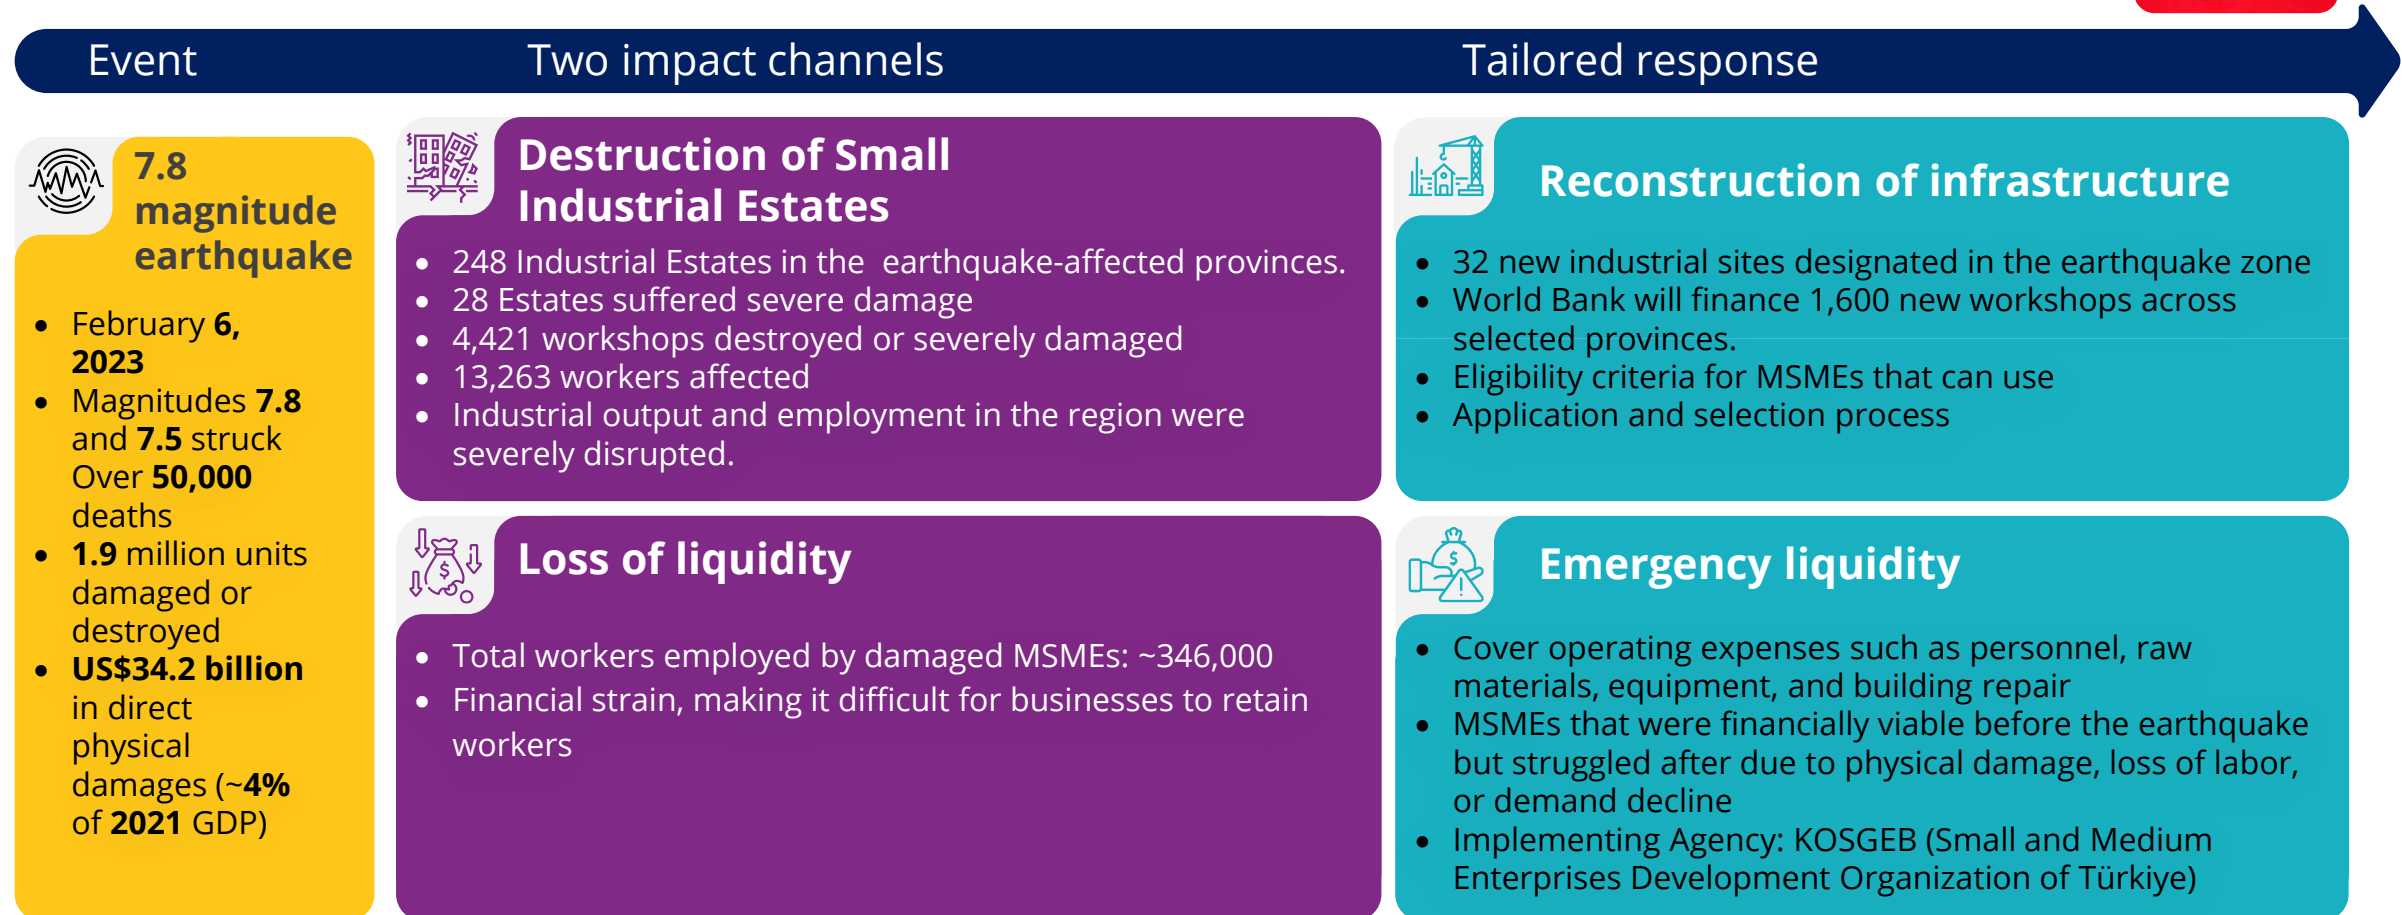 Event
Two impact channels
Tailored response
7.8
magnitude
earthquake
• February 6,
2023
• Magnitudes 7.8
and 7.5 struck
Over 50,000
deaths
• 1.9 million units
damaged or
destroyed
• US$34.2 billion
in direct
physical
damages (~4%
of 2021 GDP)
Destruction of Small
Industrial Estates
• 248 Industrial Estates in the earthquake-affected provinces.
• 28 Estates suffered severe damage
• 4,421 workshops destroyed or severely damaged
• 13,263 workers affected
• Industrial output and employment in the region were
severely disrupted.
Loss of liquidity
• Total workers employed by damaged MSMEs: ~346,000
• Financial strain, making it difficult for businesses to retain
workers
Reconstruction of infrastructure
• 32 new industrial sites designated in the earthquake zone
• World Bank will finance 1,600 new workshops across
selected provinces.
• Eligibility criteria for MSMEs that can use
• Application and selection process
Emergency liquidity
• Cover operating expenses such as personnel, raw
materials, equipment, and building repair
• MSMEs that were financially viable before the earthquake
but struggled after due to physical damage, loss of labor,
or demand decline
• Implementing Agency: KOSGEB (Small and Medium
Enterprises Development Organization of Türkiye)